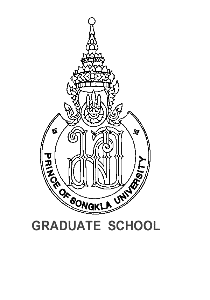 PRINCE OF SONGKLA UNIVERSITY
GRADUATE SCHOOL